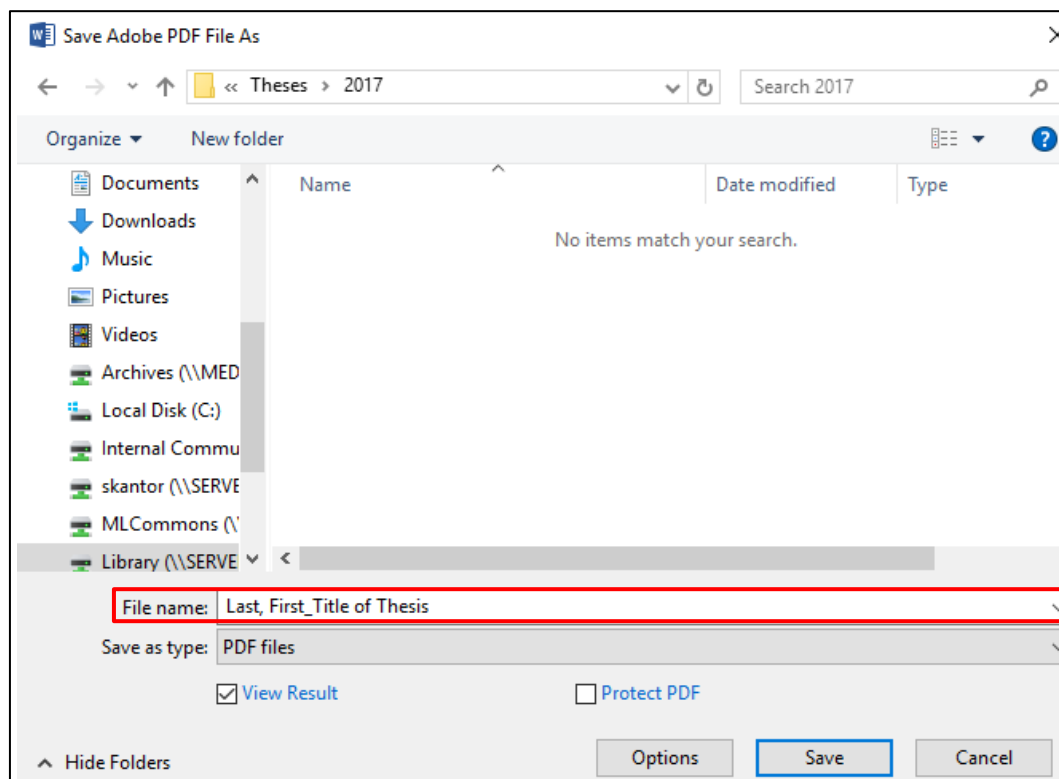 Save Adobe PDF File As
« Theses > 2017
Search 2017
Organize
New folder
Documents
Downloads
Music
Pictures
Videos
Archives (\\MED
Local Disk (C:)
Internal Commu
skantor (\\SERVE
MLCommons (\'
Library (\\SERVE
Name
Date modified
Type
No items match your search.
File name: Last, First_Title of Thesis
Save as type: PDF files
View Result
Protect PDF
Hide Folders
Options
Save
Cancel